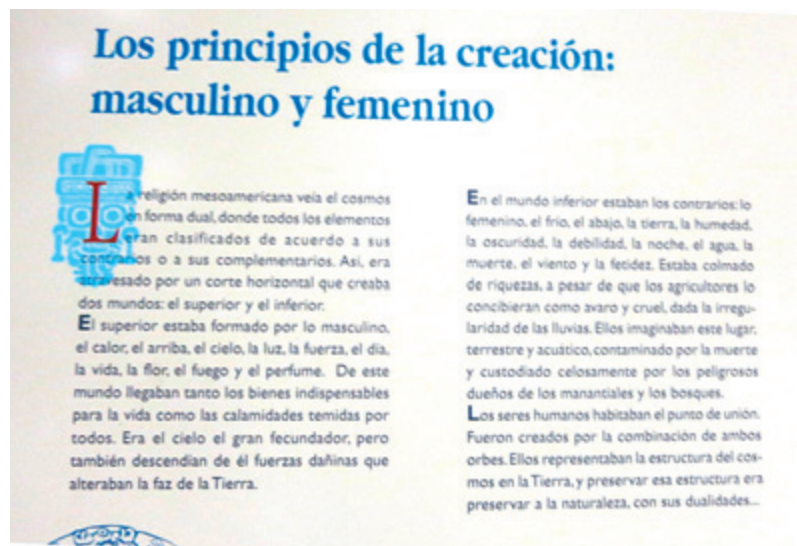 Los principios de la creación:
masculino y femenino
La religión mesoamericana veía el cosmos
en forma dual, donde todos los elementos
eran clasificados de acuerdo a sus
contrarios o a sus complementarios. Así, era
atravesado por un corte horizontal que creaba
dos mundos: el superior y el inferior.
El superior estaba formado por lo masculino,
el calor, el arriba, el cielo, la luz, la fuerza, el día,
la vida, la flor, el fuego y el perfume. De este
mundo llegaban tanto los bienes indispensables
para la vida como las calamidades temidas por
todos. Era el cielo el gran fecundador, pero
también descendían de él fuerzas dañinas que
alteraban la faz de la Tierra.
En el mundo inferior estaban los contrarios: lo
femenino, el frío, el abajo, la tierra, la humedad,
la oscuridad, la debilidad, la noche, el agua, la
muerte, el viento y la fetidez. Estaba colmado
de riquezas, a pesar de que los agricultores lo
concibieran como avaro y cruel, dada la irregu-
laridad de las lluvias. Ellos imaginaban este lugar,
terrestre y acuático, contaminado por la muerte
y custodiado celosamente por los peligrosos
dueños de los manantiales y los bosques.
Los seres humanos habitaban el punto de unión.
Fueron creados por la combinación de ambos
orbes. Ellos representaban la estructura del cos-
mos en la Tierra, y preservar esa estructura era
preservar a la naturaleza, con sus dualidades...